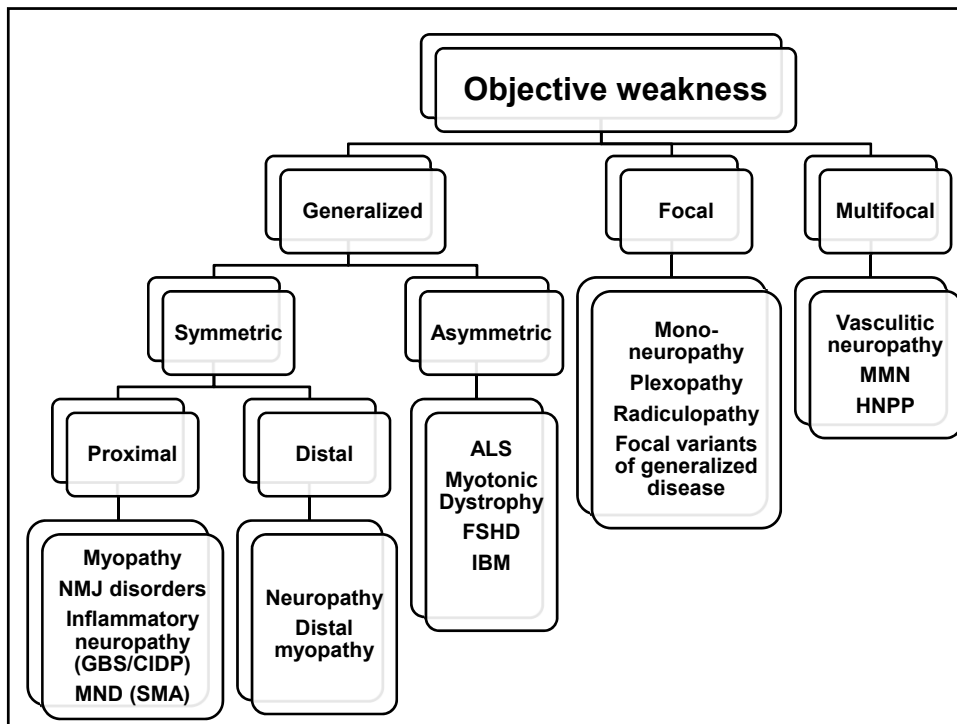 Objective weakness
Generalized
Focal
Multifocal
Symmetric
Asymmetric
Mono-
neuropathy
Plexopathy
Radiculopathy
Focal variants
of generalized
disease
Vasculitic
neuropathy
MMN
HNPP
Proximal
Distal
ALS
Myotonic
Dystrophy
FSHD
IBM
Myopathy
NMJ disorders
Inflammatory
neuropathy
(GBS/CIDP)
MND (SMA)
Neuropathy
Distal
myopathy